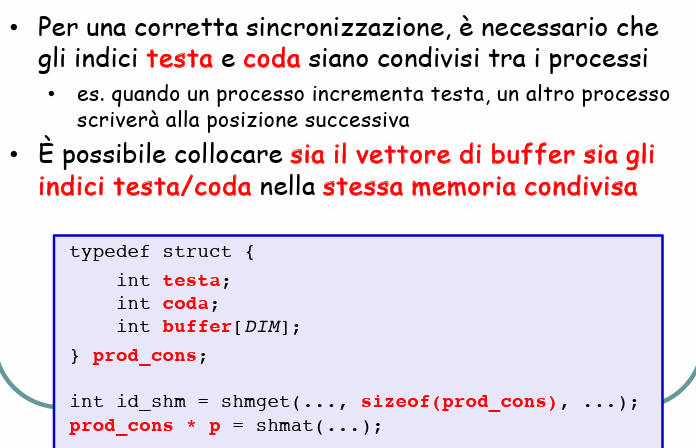 • Per una corretta sincronizzazione, è necessario che
gli indici testa e coda siano condivisi tra i processi
• es. quando un processo incrementa testa, un altro processo
scriverà alla posizione successiva
• È possibile collocare sia il vettore di buffer sia gli
indici testa/coda nella stessa memoria condivisa
typedef struct {
int testa;
int coda;
int buffer[DIM];
} prod_cons;
int id_shm = shmget(..., sizeof(prod_cons), ...);
prod_cons * p = shmat(...);